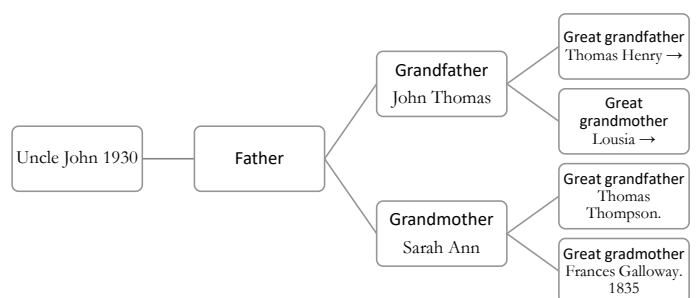 Uncle John 1930
Father
Grandfather
John Thomas
Grandmother
Sarah Ann
Great grandfather
Thomas Henry →
Great
grandmother
Lousia →
Great grandfather
Thomas
Thompson.
Great gradmother
Frances Galloway.
1835